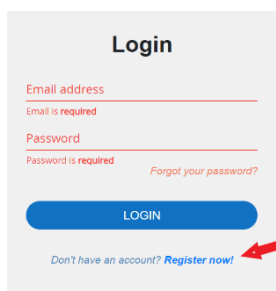 Login
Email address
Email is required
Password
Password is required
Forgot your password?
LOGIN
Don't have an account? Register now!